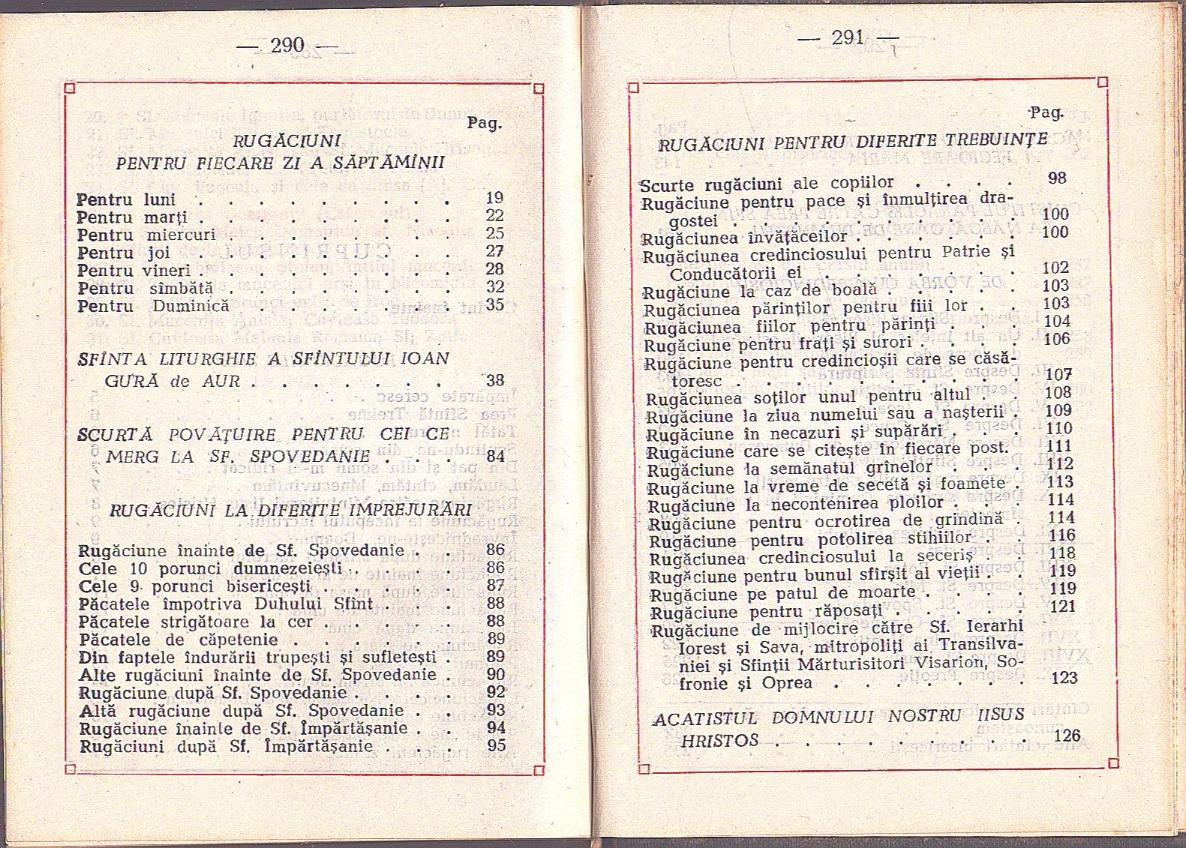 — 290 —
Pag.
RUGĂCIUNI
PENTRU FIECARE ZI A SĂPTĂMÎNII
Pentru luni . . . . . . . . . 19
Pentru marți . . . . . . . . . 22
Pentru miercuri . . . . . . . . 25
Pentru joi . . . . . . . . . 27
Pentru vineri . . . . . . . . . 28
Pentru sîmbătă . . . . . . . . 32
Pentru Duminică . . . . . . . 35
SFÎNTA LITURGHIE A SFÎNTULUI IOAN
GURĂ de AUR . . . . . . . 38
SCURTĂ POVĂȚUIRE PENTRU CEI CE
MERG LA SF. SPOVEDANIE . . . 84
RUGĂCIUNI LA DIFERITE ÎMPREJURĂRI
Rugăciune înainte de Sf. Spovedanie . . 86
Cele 10 porunci dumnezeiești . . . . 86
Cele 9 porunci bisericești . . . . . 87
Păcatele împotriva Duhului Sfînt . . . 88
Păcatele strigătoare la cer . . . . . 88
Păcatele de căpetenie . . . . . . 89
Din faptele îndurării trupești și sufletești . 89
Alte rugăciuni înainte de Sf. Spovedanie . 90
Rugăciune după Sf. Spovedanie . . . . 92
Altă rugăciune după Sf. Spovedanie . . 93
Rugăciune înainte de Sf. Împărtășanie . . 94
Rugăciuni după Sf. Împărtășanie . . . 95
— 291 —
Pag.
RUGĂCIUNI PENTRU DIFERITE TREBUINȚE
Scurte rugăciuni ale copiilor . . . . 98
Rugăciune pentru pace și înmulțirea dra-
gostei . . . . . . . . . 100
Rugăciunea învățăceilor . . . . . . 100
Rugăciunea credinciosului pentru Patrie și
Conducătorii ei . . . . . . . 102
Rugăciune la caz de boală . . . . . 103
Rugăciunea părinților pentru fiii lor . . 103
Rugăciunea fiilor pentru părinți . . . 104
Rugăciune pentru frați și surori . . . . 106
Rugăciune pentru credincioșii care se căsă-
toresc . . . . . . . . . 107
Rugăciunea soților unul pentru altul . . 108
Rugăciune la ziua numelui sau a nașterii . 109
Rugăciune în necazuri și supărări . . . 110
Rugăciune care se citește în fiecare post. 111
Rugăciune la semănatul grînelor . . . 112
Rugăciune la vreme de secetă și foamete . 113
Rugăciune la necontenirea ploilor . . . 114
Rugăciune pentru ocrotirea de grindină . 114
Rugăciune pentru potolirea stihiilor . . 116
Rugăciunea credinciosului la seceriș . . 118
Rugăciune pentru bunul sfîrșit al vieții . . 119
Rugăciune pe patul de moarte . . . . 119
Rugăciune pentru răposați . . . . . 121
Rugăciune de mijlocire către Sf. Ierarhi
Iorest și Sava, mitropoliți ai Transilva-
niei și Sfinții Mărturisitori Visarion, So-
fronie și Oprea . . . . . . . 123
ACATISTUL DOMNULUI NOSTRU IISUS
HRISTOS . . . . . . . . . 126